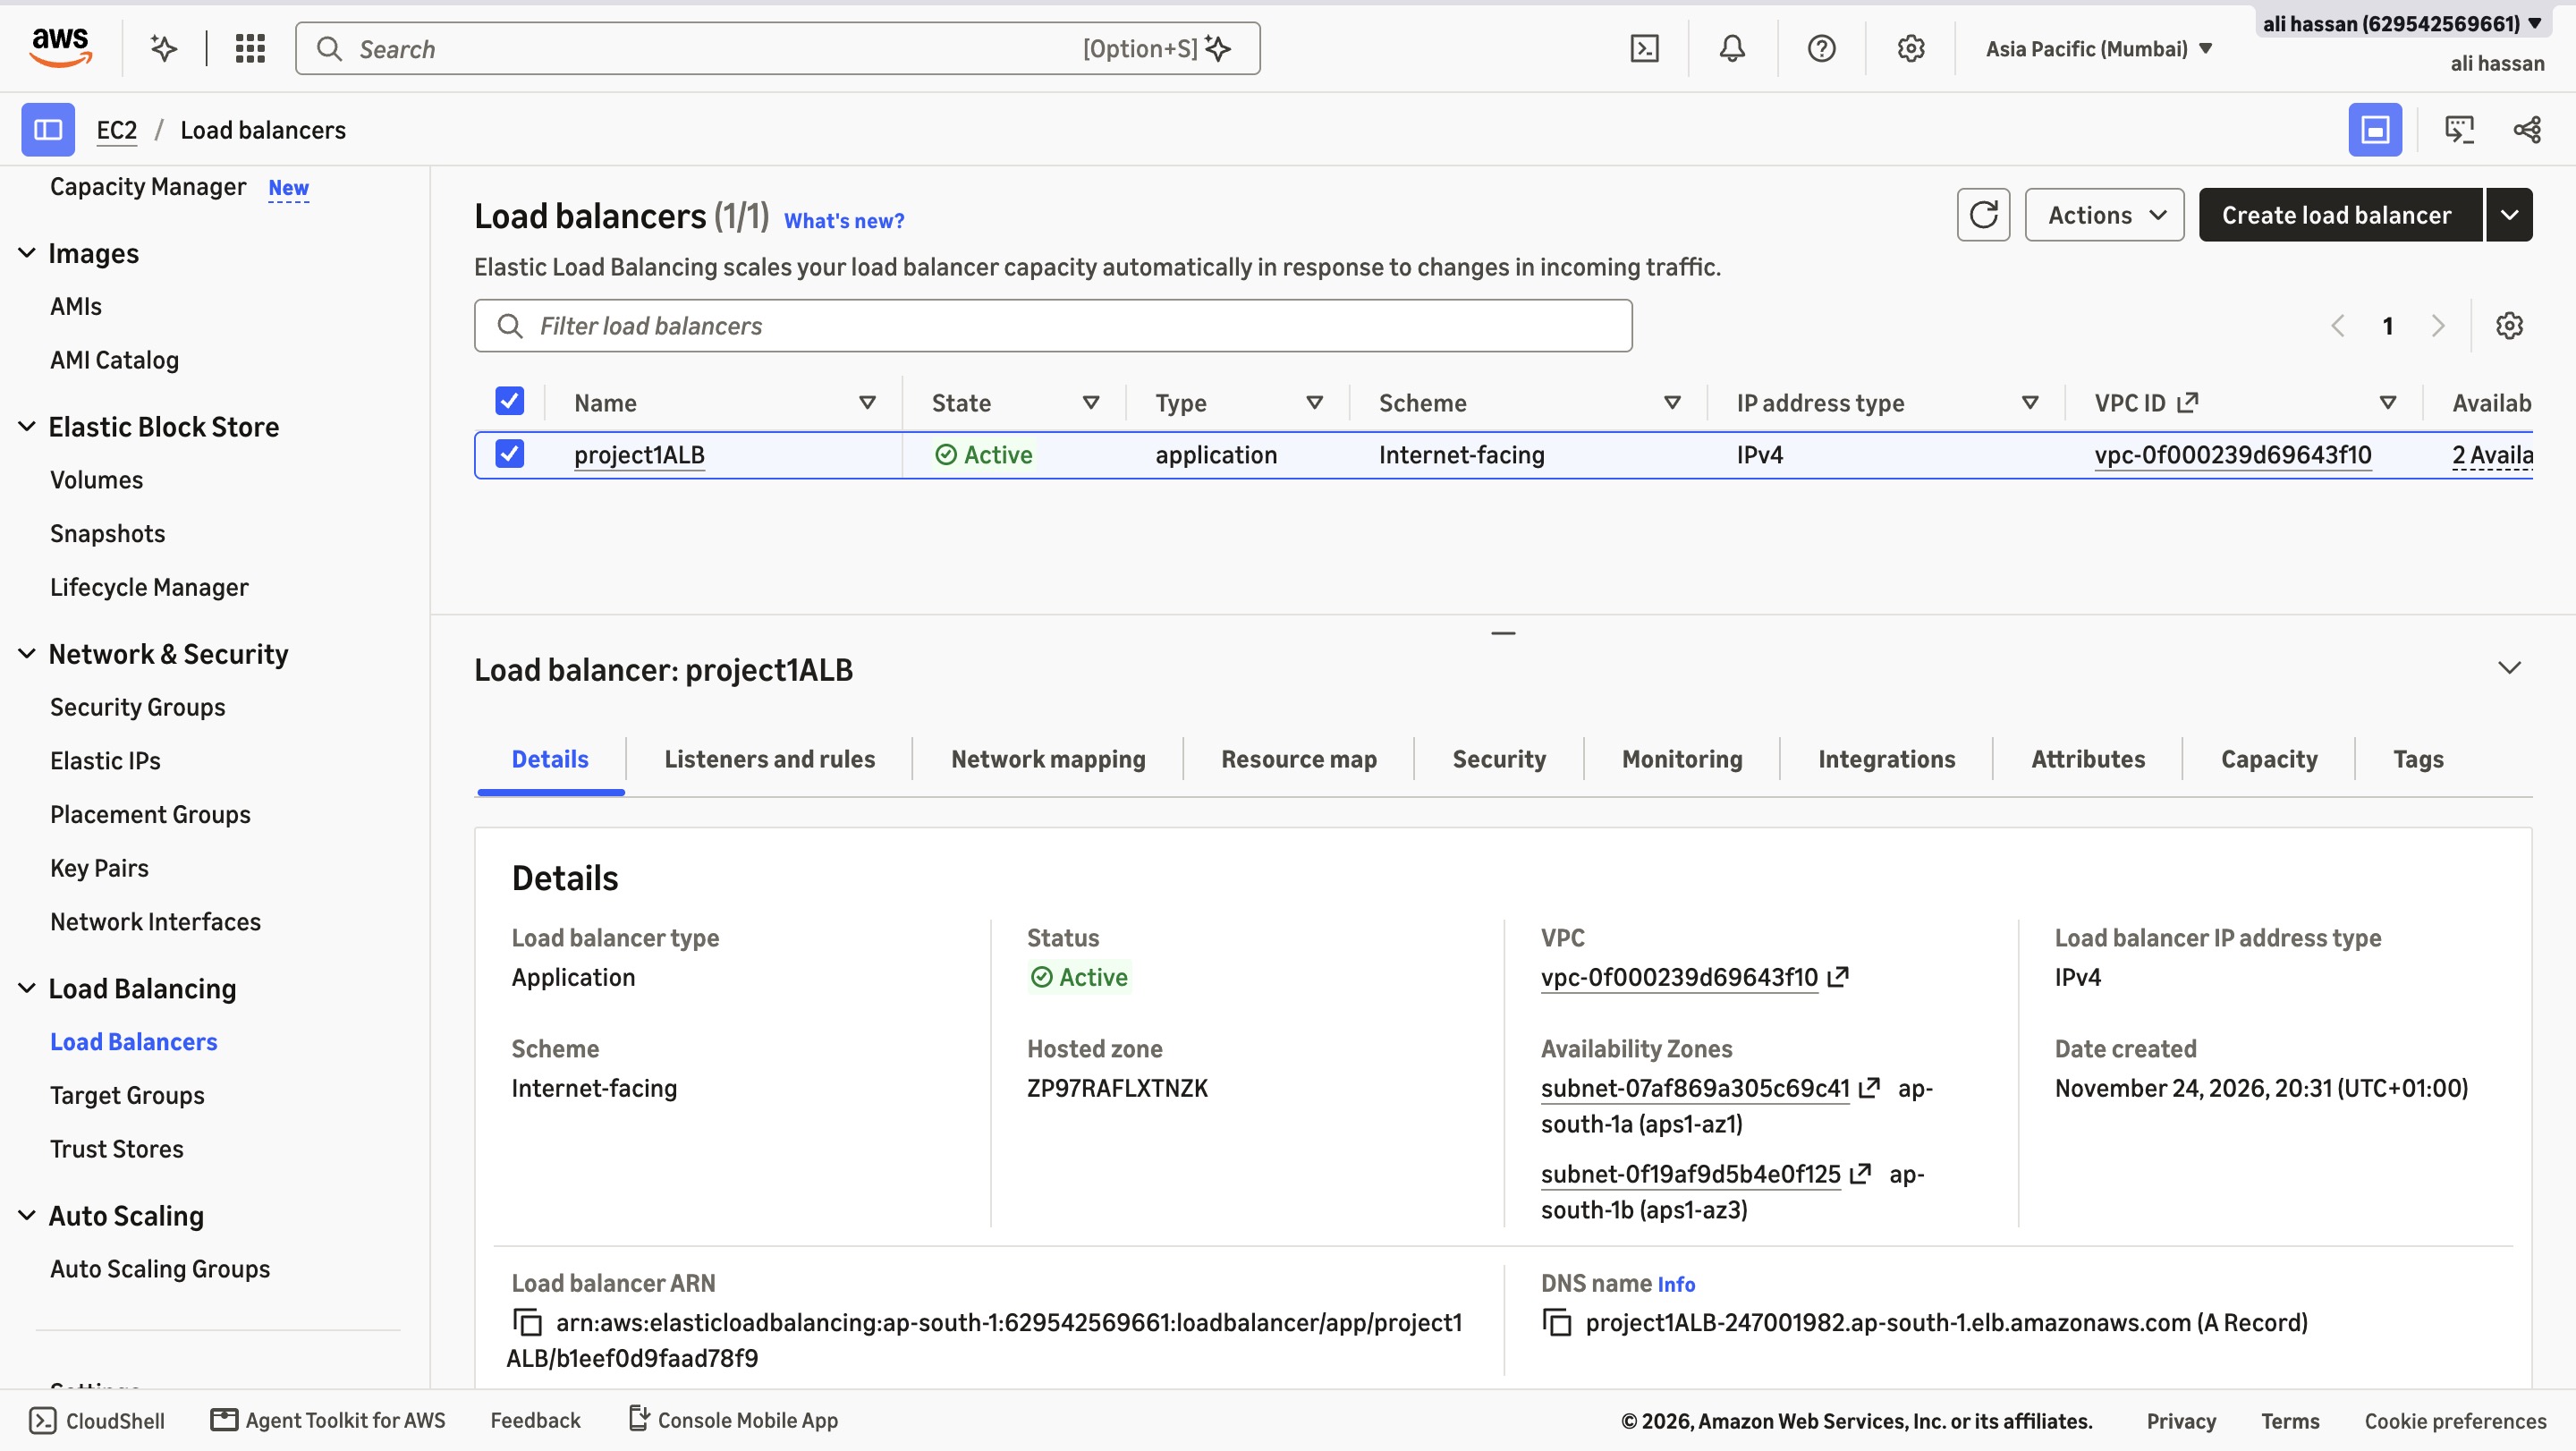 aws
Search
[Option+S]
Asia Pacific (Mumbai)
ali hassan (629542569661)
ali hassan
EC2 / Load balancers
Capacity Manager New
Images
AMIs
AMI Catalog
Elastic Block Store
Volumes
Snapshots
Lifecycle Manager
Network & Security
Security Groups
Elastic IPs
Placement Groups
Key Pairs
Network Interfaces
Load Balancing
Load Balancers
Target Groups
Trust Stores
Auto Scaling
Auto Scaling Groups
Load balancers (1/1) What's new?
Actions
Create load balancer
Elastic Load Balancing scales your load balancer capacity automatically in response to changes in incoming traffic.
Filter load balancers
1
Name State Type Scheme IP address type VPC ID Availab
project1ALB Active application Internet-facing IPv4 vpc-0f000239d69643f10 2 Availa
Load balancer: project1ALB
Details Listeners and rules Network mapping Resource map Security Monitoring Integrations Attributes Capacity Tags
Details
Load balancer type
Application
Status
Active
VPC
vpc-0f000239d69643f10
Load balancer IP address type
IPv4
Scheme
Internet-facing
Hosted zone
ZP97RAFLXTNZK
Availability Zones
subnet-07af869a305c69c41 ap-
south-1a (aps1-az1)
subnet-0f19af9d5b4e0f125 ap-
south-1b (aps1-az3)
Date created
November 24, 2026, 20:31 (UTC+01:00)
Load balancer ARN
arn:aws:elasticloadbalancing:ap-south-1:629542569661:loadbalancer/app/project1
ALB/b1eef0d9faad78f9
DNS name Info
project1ALB-247001982.ap-south-1.elb.amazonaws.com (A Record)
CloudShell Agent Toolkit for AWS Feedback Console Mobile App
© 2026, Amazon Web Services, Inc. or its affiliates. Privacy Terms Cookie preferences